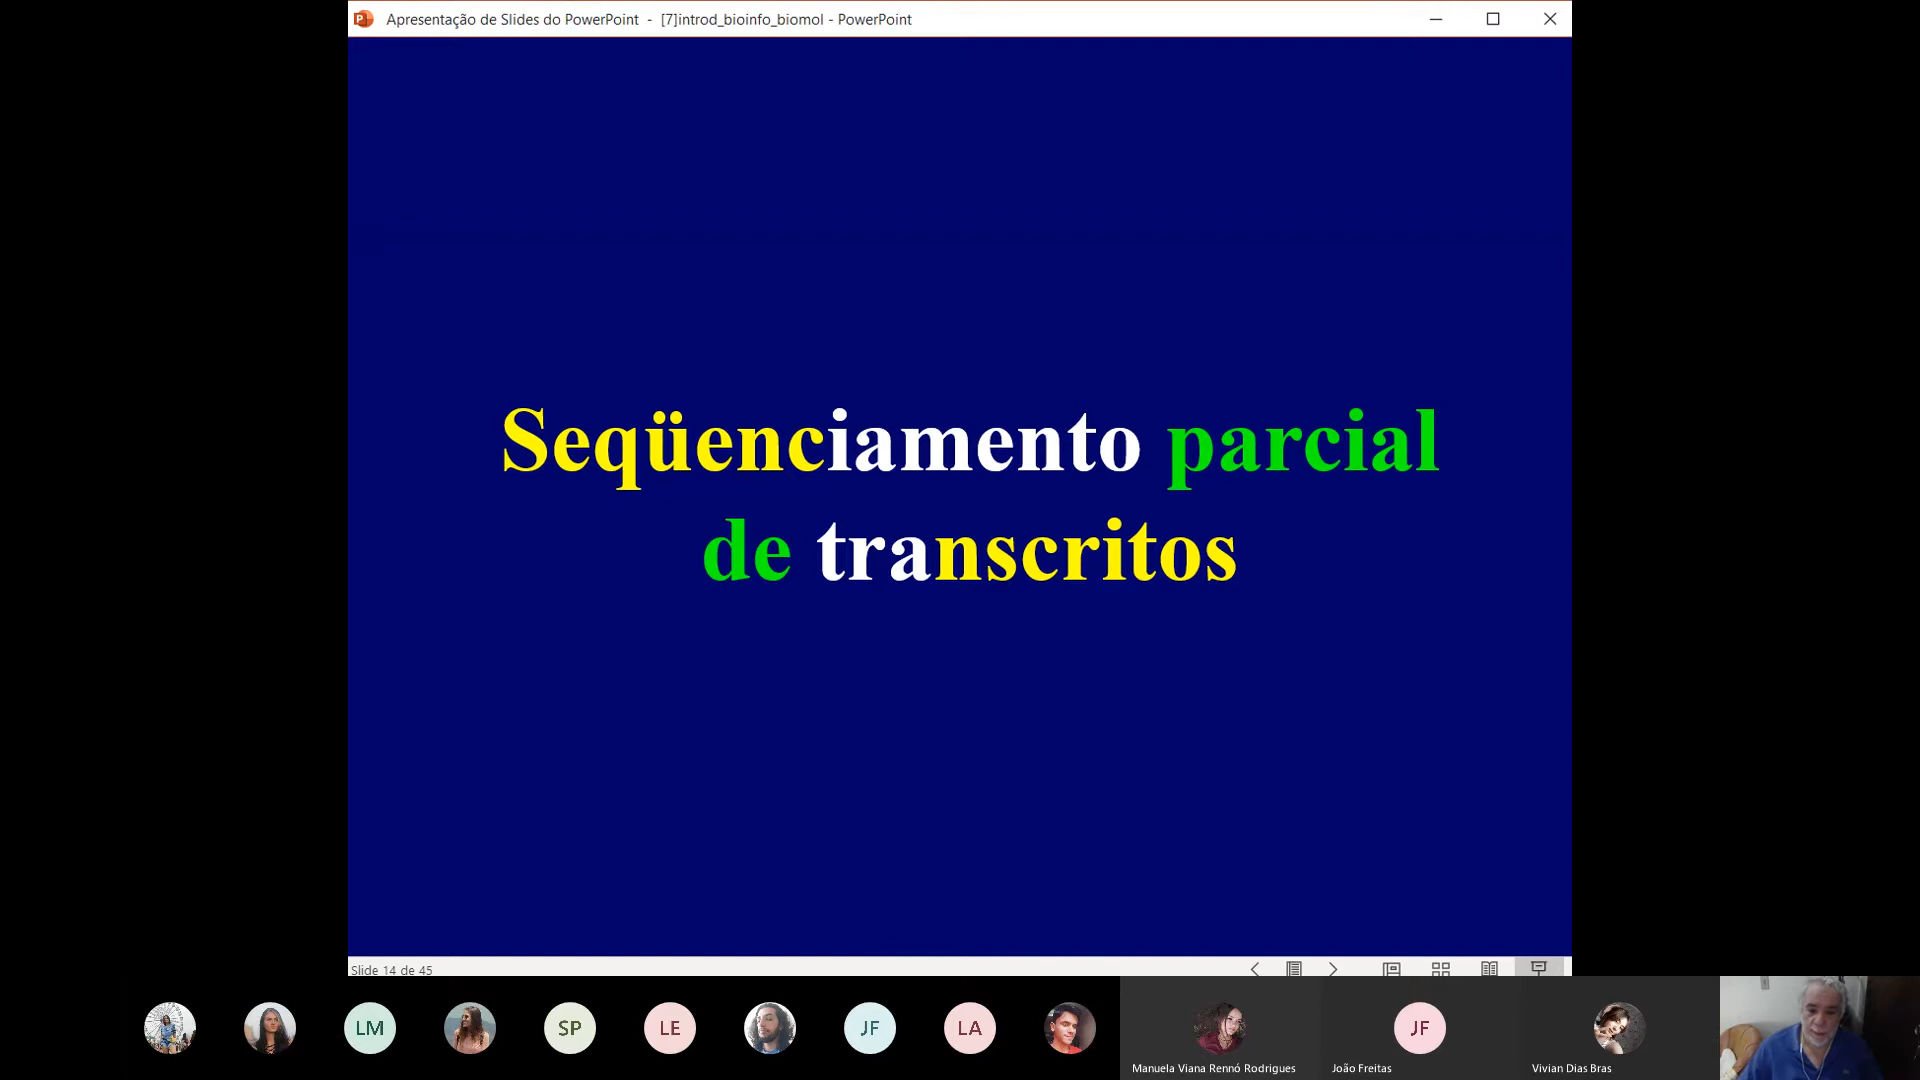 Apresentação de Slides do PowerPoint - [7]introd_bioinfo_biomol - PowerPoint
Seqüenciamento parcial
de transcritos
Slide 14 de 45
LM
SP
LE
JF
LA
JF
Manuela Viana Rennó Rodrigues
João Freitas
Vivian Dias Bras